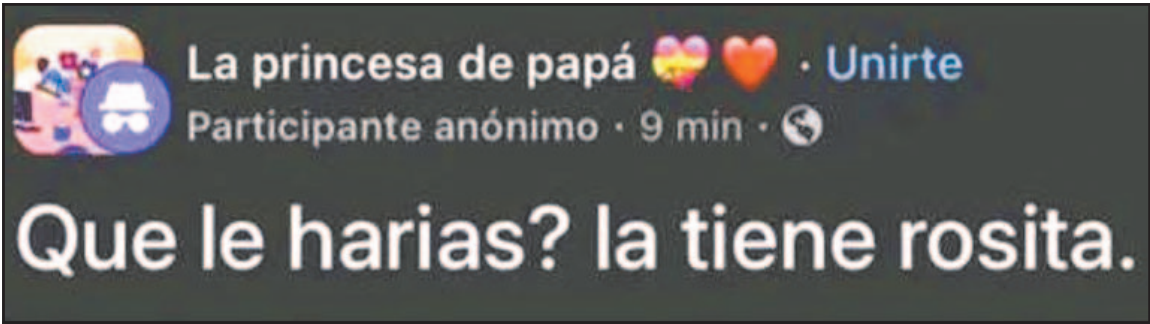 La princesa de papá 💝❤️ · Unirte
Participante anónimo · 9 min ·
Que le harias? la tiene rosita.